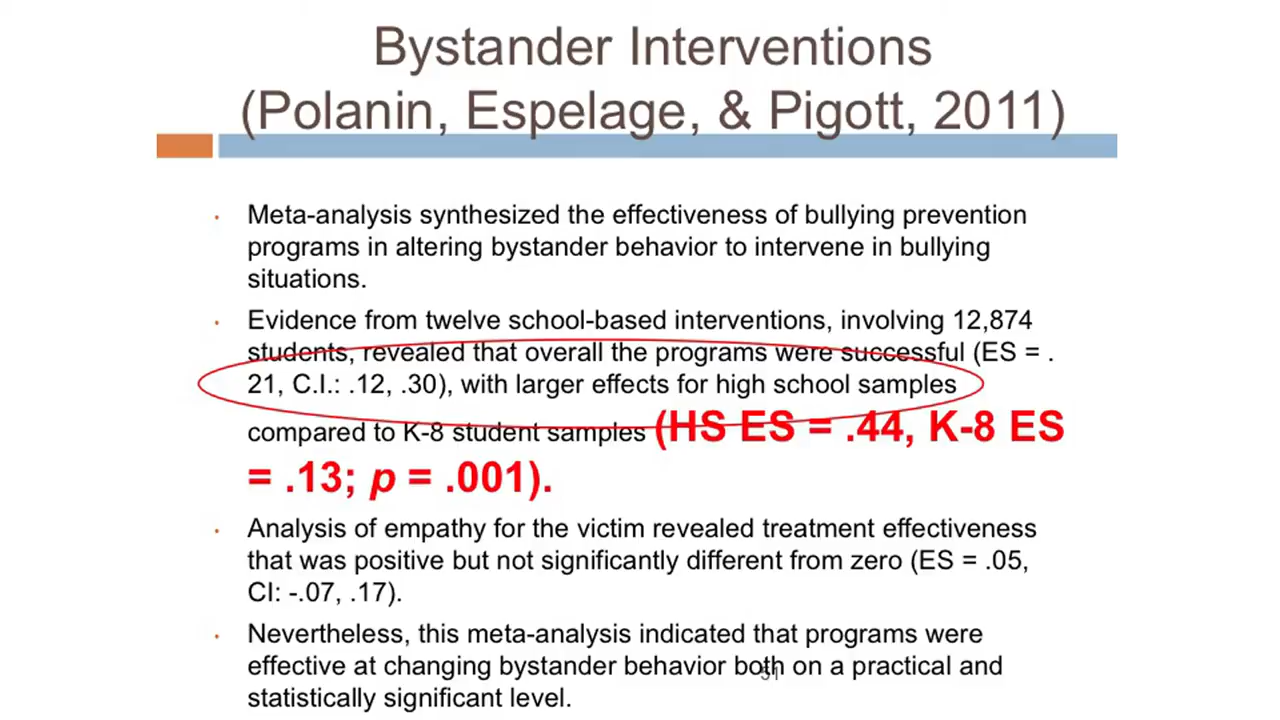 Bystander Interventions
(Polanin, Espelage, & Pigott, 2011)
• Meta-analysis synthesized the effectiveness of bullying prevention
programs in altering bystander behavior to intervene in bullying
situations.
• Evidence from twelve school-based interventions, involving 12,874
students, revealed that overall the programs were successful (ES = .
21, C.I.: .12, .30), with larger effects for high school samples
compared to K-8 student samples (HS ES = .44, K-8 ES
= .13; p = .001).
• Analysis of empathy for the victim revealed treatment effectiveness
that was positive but not significantly different from zero (ES = .05,
CI: -.07, .17).
• Nevertheless, this meta-analysis indicated that programs were
effective at changing bystander behavior both on a practical and
statistically significant level.
51